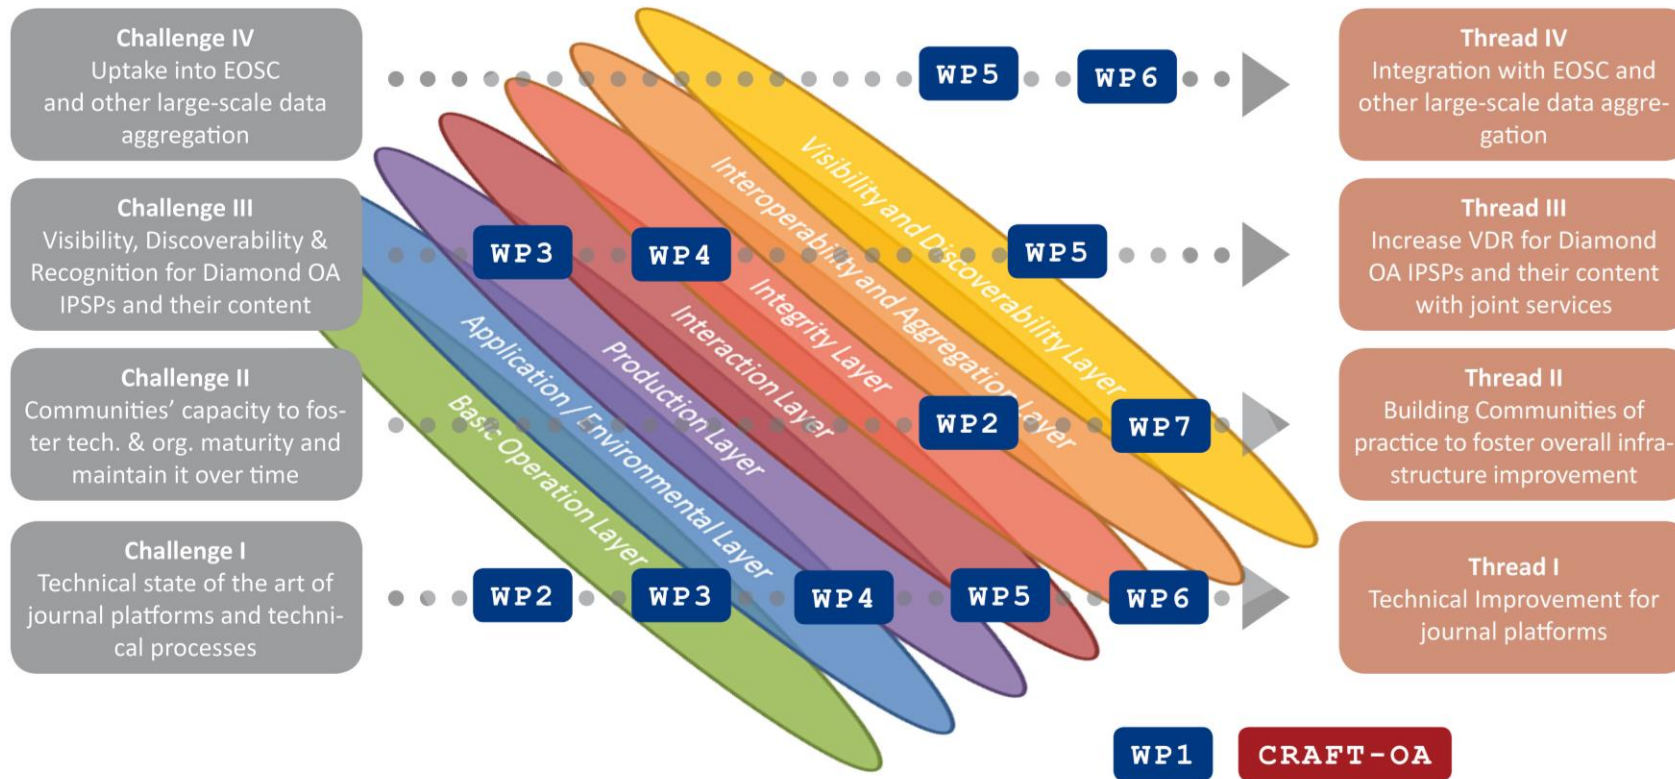 Challenge IV
Uptake into EOSC
and other large-scale data
aggregation
WP5
WP6
Thread IV
Integration with EOSC and
other large-scale data aggre-
gation
Challenge III
Visibility, Discoverability &
Recognition for Diamond OA
IPSPs and their content
WP3
WP4
WP5
Thread III
Increase VDR for Diamond
OA IPSPs and their content
with joint services
Challenge II
Communities' capacity to fos-
ter tech. & org. maturity and
maintain it over time
WP2
WP7
Thread II
Building Communities of
practice to foster overall infra-
structure improvement
Challenge I
Technical state of the art of
journal platforms and techni-
cal processes
WP2
WP3
WP4
WP5
WP6
Thread I
Technical Improvement for
journal platforms
Basic Operation Layer
Application / Environmental Layer
Production Layer
Interaction Layer
Integrity Layer
Interoperability and Aggregation Layer
Visibility and Discoverability Layer
WP1
CRAFT-OA